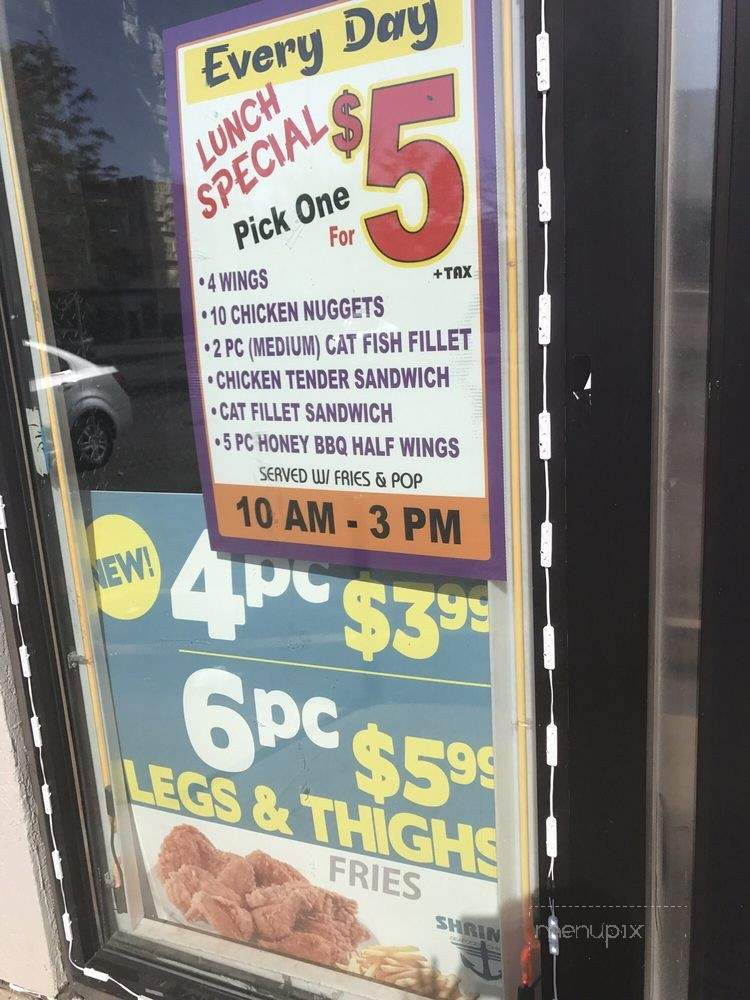 Every Day
LUNCH
SPECIAL $5
Pick One
For
+TAX
• 4 WINGS
• 10 CHICKEN NUGGETS
• 2 PC (MEDIUM) CAT FISH FILLET
• CHICKEN TENDER SANDWICH
• CAT FILLET SANDWICH
• 5 PC HONEY BBQ HALF WINGS
SERVED W/ FRIES & POP
10 AM - 3 PM
NEW!
4pc $3.99
6pc $5.99
LEGS & THIGHS
FRIES
SHRIM
menupix